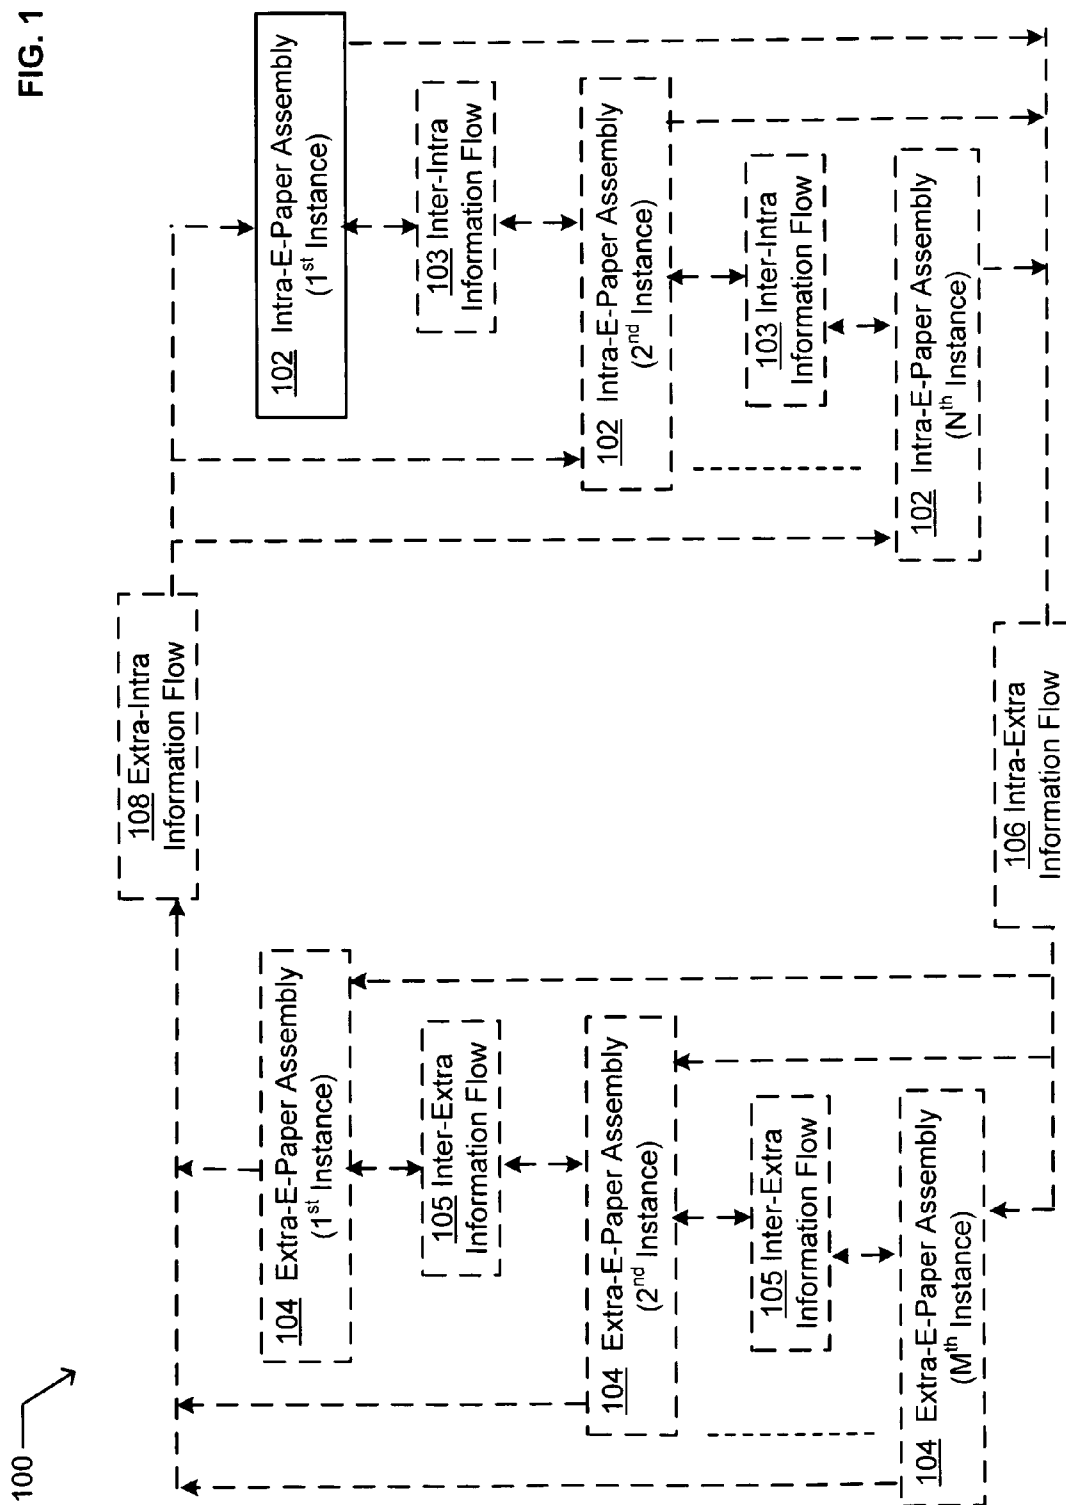 FIG. 1
100
108 Extra-Intra
Information Flow
104 Extra-E-Paper Assembly
(1st Instance)
105 Inter-Extra
Information Flow
104 Extra-E-Paper Assembly
(2nd Instance)
105 Inter-Extra
Information Flow
104 Extra-E-Paper Assembly
(Mth Instance)
102 Intra-E-Paper Assembly
(1st Instance)
103 Inter-Intra
Information Flow
102 Intra-E-Paper Assembly
(2nd Instance)
103 Inter-Intra
Information Flow
102 Intra-E-Paper Assembly
(Nth Instance)
106 Intra-Extra
Information Flow